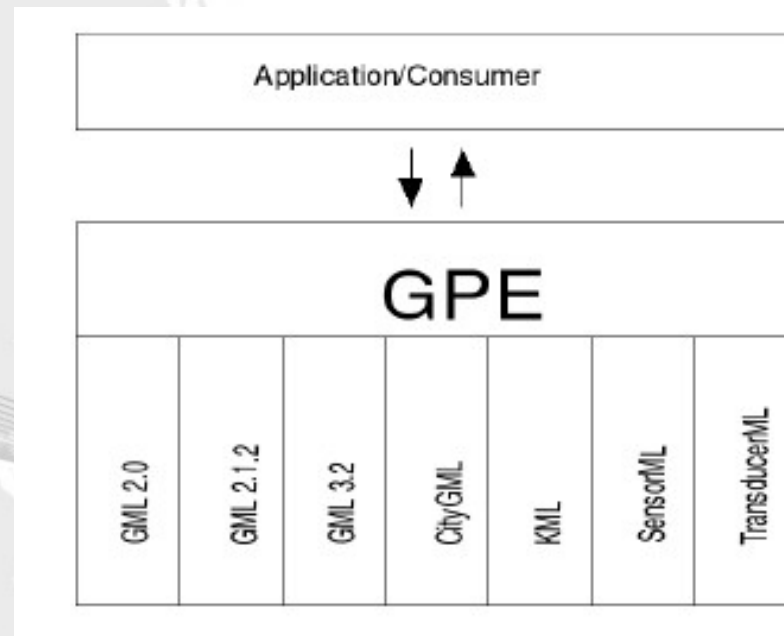 Application/Consumer
GPE
GML 2.0
GML 2.1.2
GML 3.2
CityGML
KML
SensorML
TransducerML